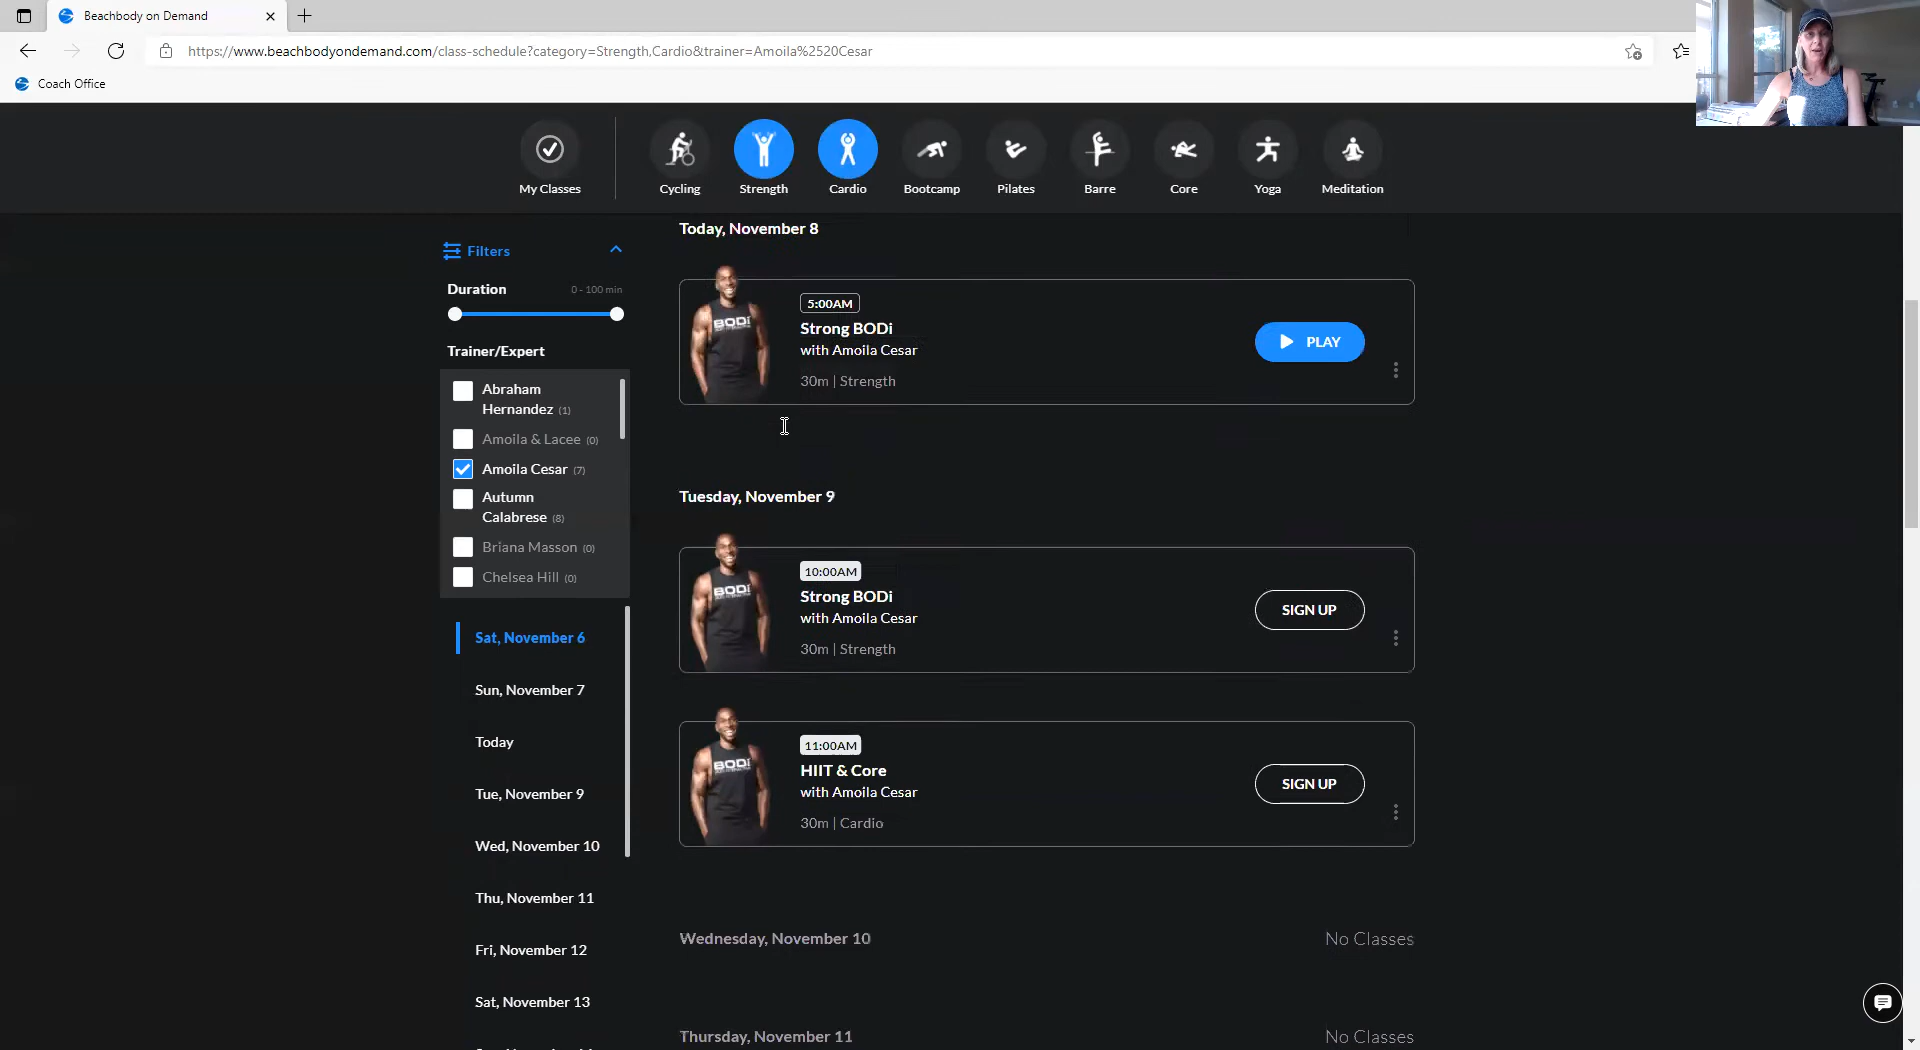 Beachbody on Demand
https://www.beachbodyondemand.com/class-schedule?category=Strength,Cardio&trainer=Amoila%2520Cesar
Coach Office
My Classes
Cycling
Strength
Cardio
Bootcamp
Pilates
Barre
Core
Yoga
Meditation
Filters
Duration
0 - 100 min
Trainer/Expert
Abraham
Hernandez (1)
Amoila & Lacee (0)
Amoila Cesar (7)
Autumn
Calabrese (8)
Briana Masson (0)
Chelsea Hill (0)
Sat, November 6
Sun, November 7
Today
Tue, November 9
Wed, November 10
Thu, November 11
Fri, November 12
Sat, November 13
Today, November 8
BODi
5:00AM
Strong BODi
with Amoila Cesar
30m | Strength
PLAY
Tuesday, November 9
BODi
10:00AM
Strong BODi
with Amoila Cesar
30m | Strength
SIGN UP
BODi
11:00AM
HIIT & Core
with Amoila Cesar
30m | Cardio
SIGN UP
Wednesday, November 10
No Classes
Thursday, November 11
No Classes